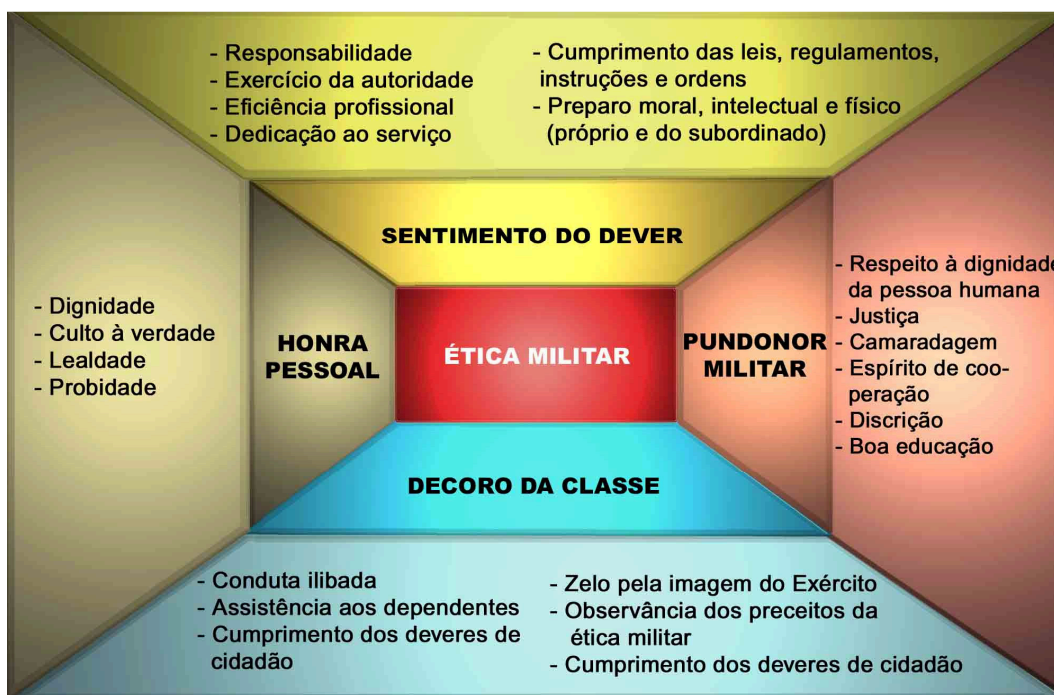 - Responsabilidade
- Exercício da autoridade
- Eficiência profissional
- Dedicação ao serviço
- Cumprimento das leis, regulamentos,
instruções e ordens
- Preparo moral, intelectual e físico
(próprio e do subordinado)
SENTIMENTO DO DEVER
- Dignidade
- Culto à verdade
- Lealdade
- Probidade
HONRA
PESSOAL
ÉTICA MILITAR
PUNDONOR
MILITAR
- Respeito à dignidade
da pessoa humana
- Justiça
- Camaradagem
- Espírito de coo-
peração
- Discrição
- Boa educação
DECORO DA CLASSE
- Conduta ilibada
- Assistência aos dependentes
- Cumprimento dos deveres de
cidadão
- Zelo pela imagem do Exército
- Observância dos preceitos da
ética militar
- Cumprimento dos deveres de cidadão